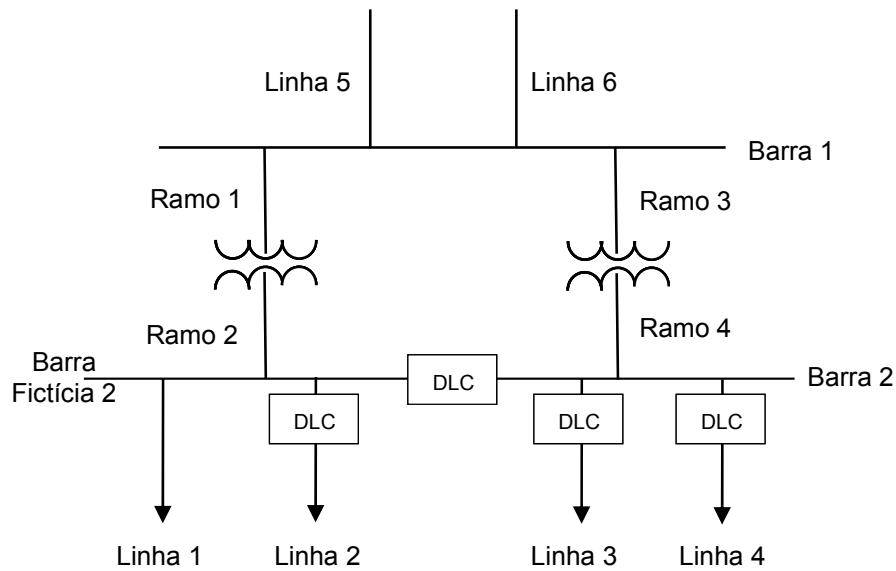 Linha 5
Linha 6
Barra 1
Ramo 1
Ramo 3
Ramo 2
Ramo 4
Barra
Fictícia 2
DLC
Barra 2
DLC
DLC
DLC
Linha 1
Linha 2
Linha 3
Linha 4